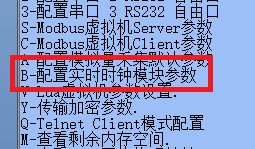 3-配置串口 3 RS232 自由口
S-Modbus虚拟机Server参数
C-Modbus虚拟机Client参数
A-配置模拟量采集默认参数
B-配置实时时钟模块参数
V-Lua虚拟机参数设置.
Y-传输加密参数.
Q-Telnet Client模式配置
M-查看剩余内存空间.